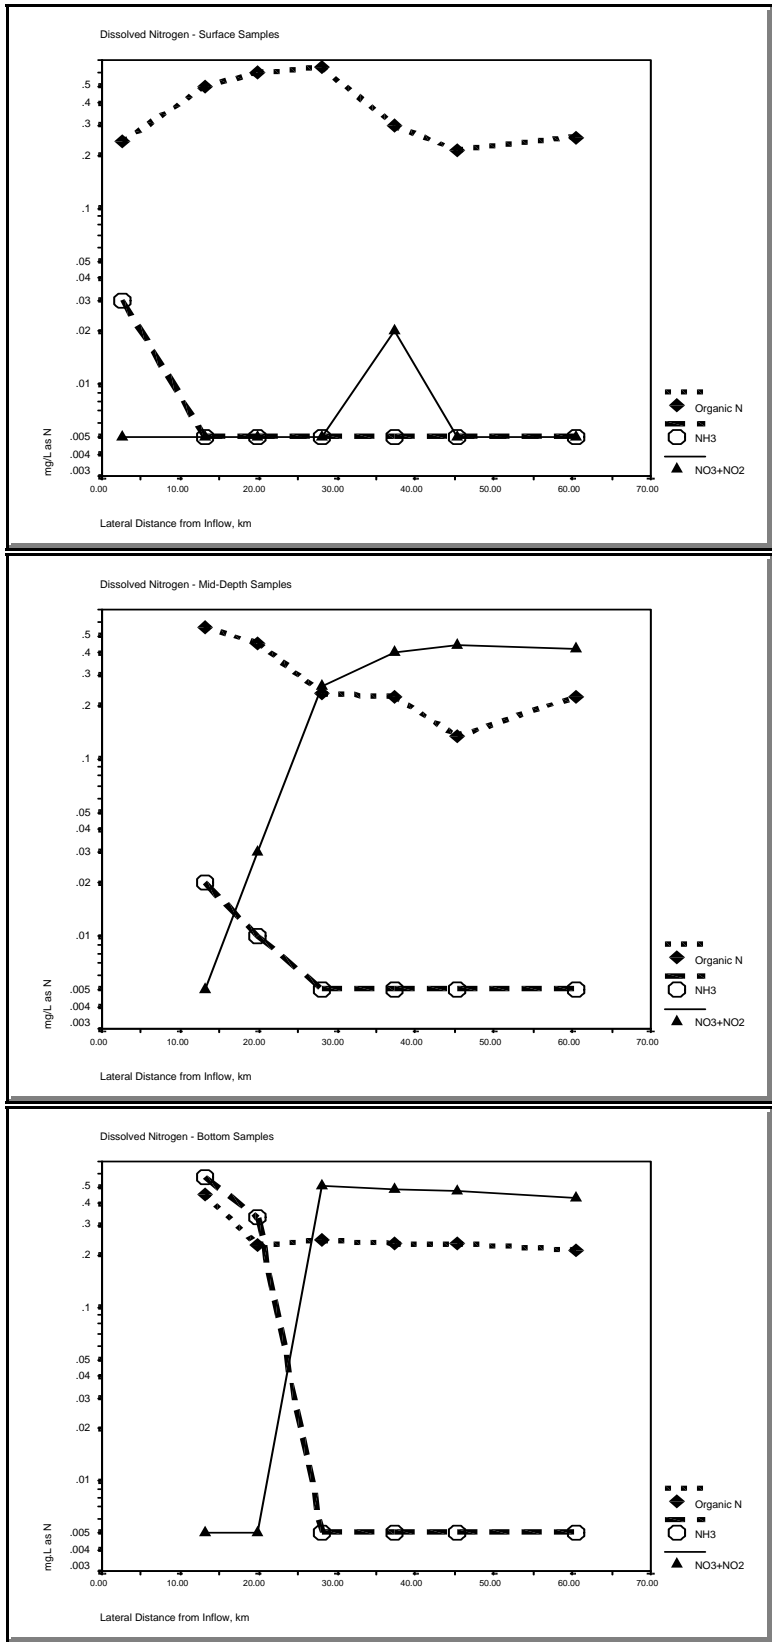 Dissolved Nitrogen - Surface Samples
.5
.4
.3
.2
.1
.05
.04
.03
.02
.01
.005
.004
.003
mg/L as N
0.00 10.00 20.00 30.00 40.00 50.00 60.00 70.00
Lateral Distance from Inflow, km
Organic N
NH3
NO3+NO2
Dissolved Nitrogen - Mid-Depth Samples
.5
.4
.3
.2
.1
.05
.04
.03
.02
.01
.005
.004
.003
mg/L as N
0.00 10.00 20.00 30.00 40.00 50.00 60.00 70.00
Lateral Distance from Inflow, km
Organic N
NH3
NO3+NO2
Dissolved Nitrogen - Bottom Samples
.5
.4
.3
.2
.1
.05
.04
.03
.02
.01
.005
.004
.003
mg.L as N
0.00 10.00 20.00 30.00 40.00 50.00 60.00 70.00
Lateral Distance from Inflow, km
Organic N
NH3
NO3+NO2